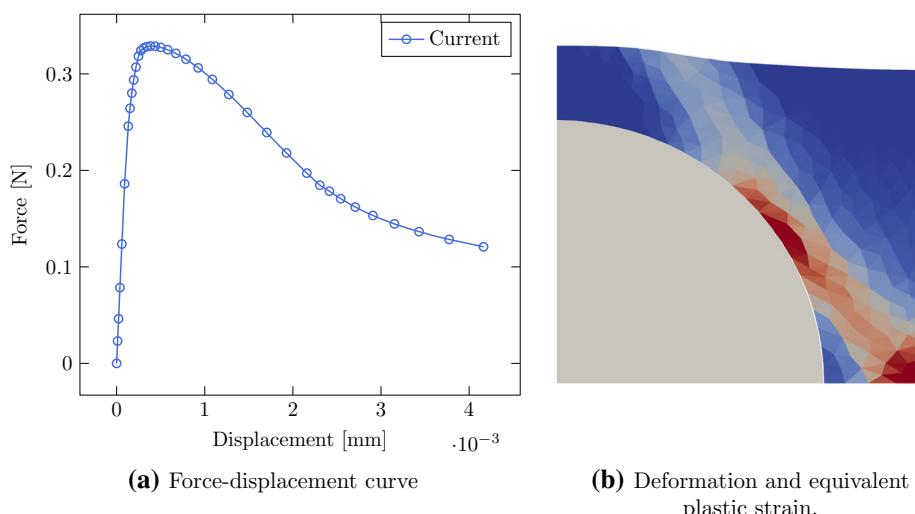 Current
0.3
0.2
0.1
0
Force [N]
0
1
2
3
4
Displacement [mm]
·10⁻³
(a) Force-displacement curve
(b) Deformation and equivalent
plastic strain.